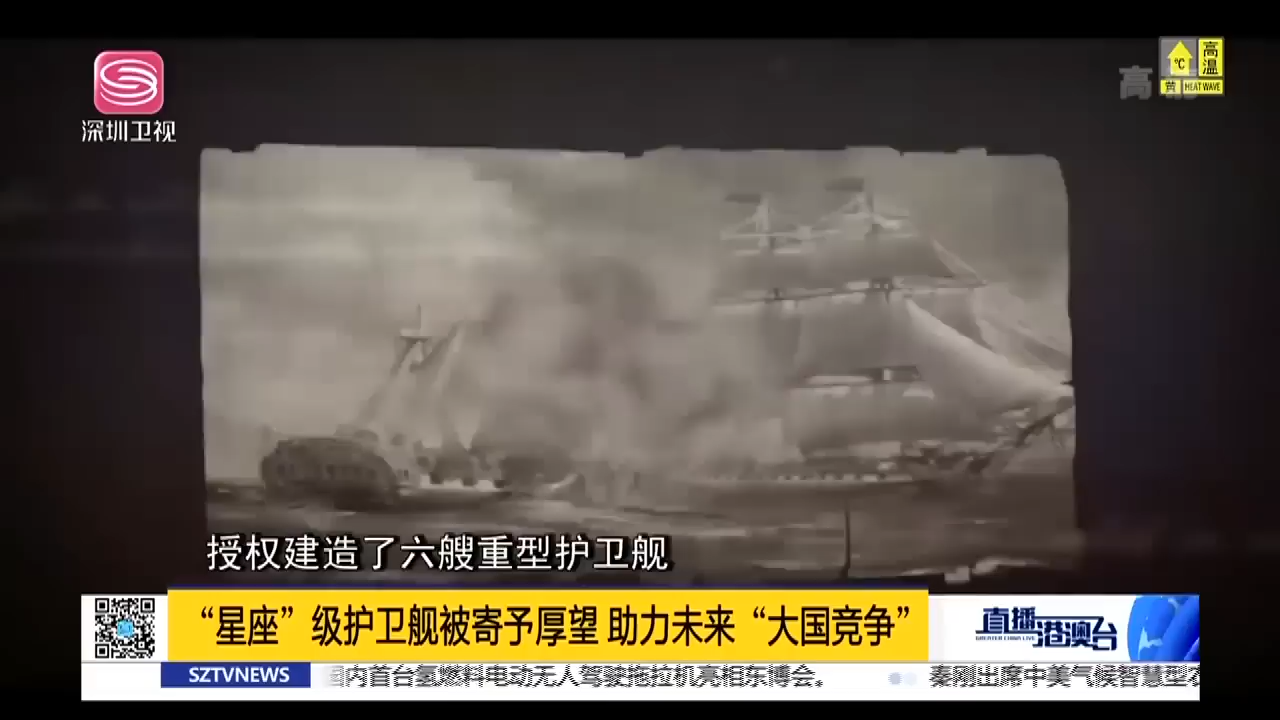 高温
℃
黄 HEAT WAVE
高
深圳卫视
授权建造了六艘重型护卫舰
“星座”级护卫舰被寄予厚望 助力未来“大国竞争”
直播港澳台
GREATER CHINA LIVE
SZTVNEWS
内首台氢燃料电动无人驾驶拖拉机亮相东博会。 秦刚出席中美气候智慧型